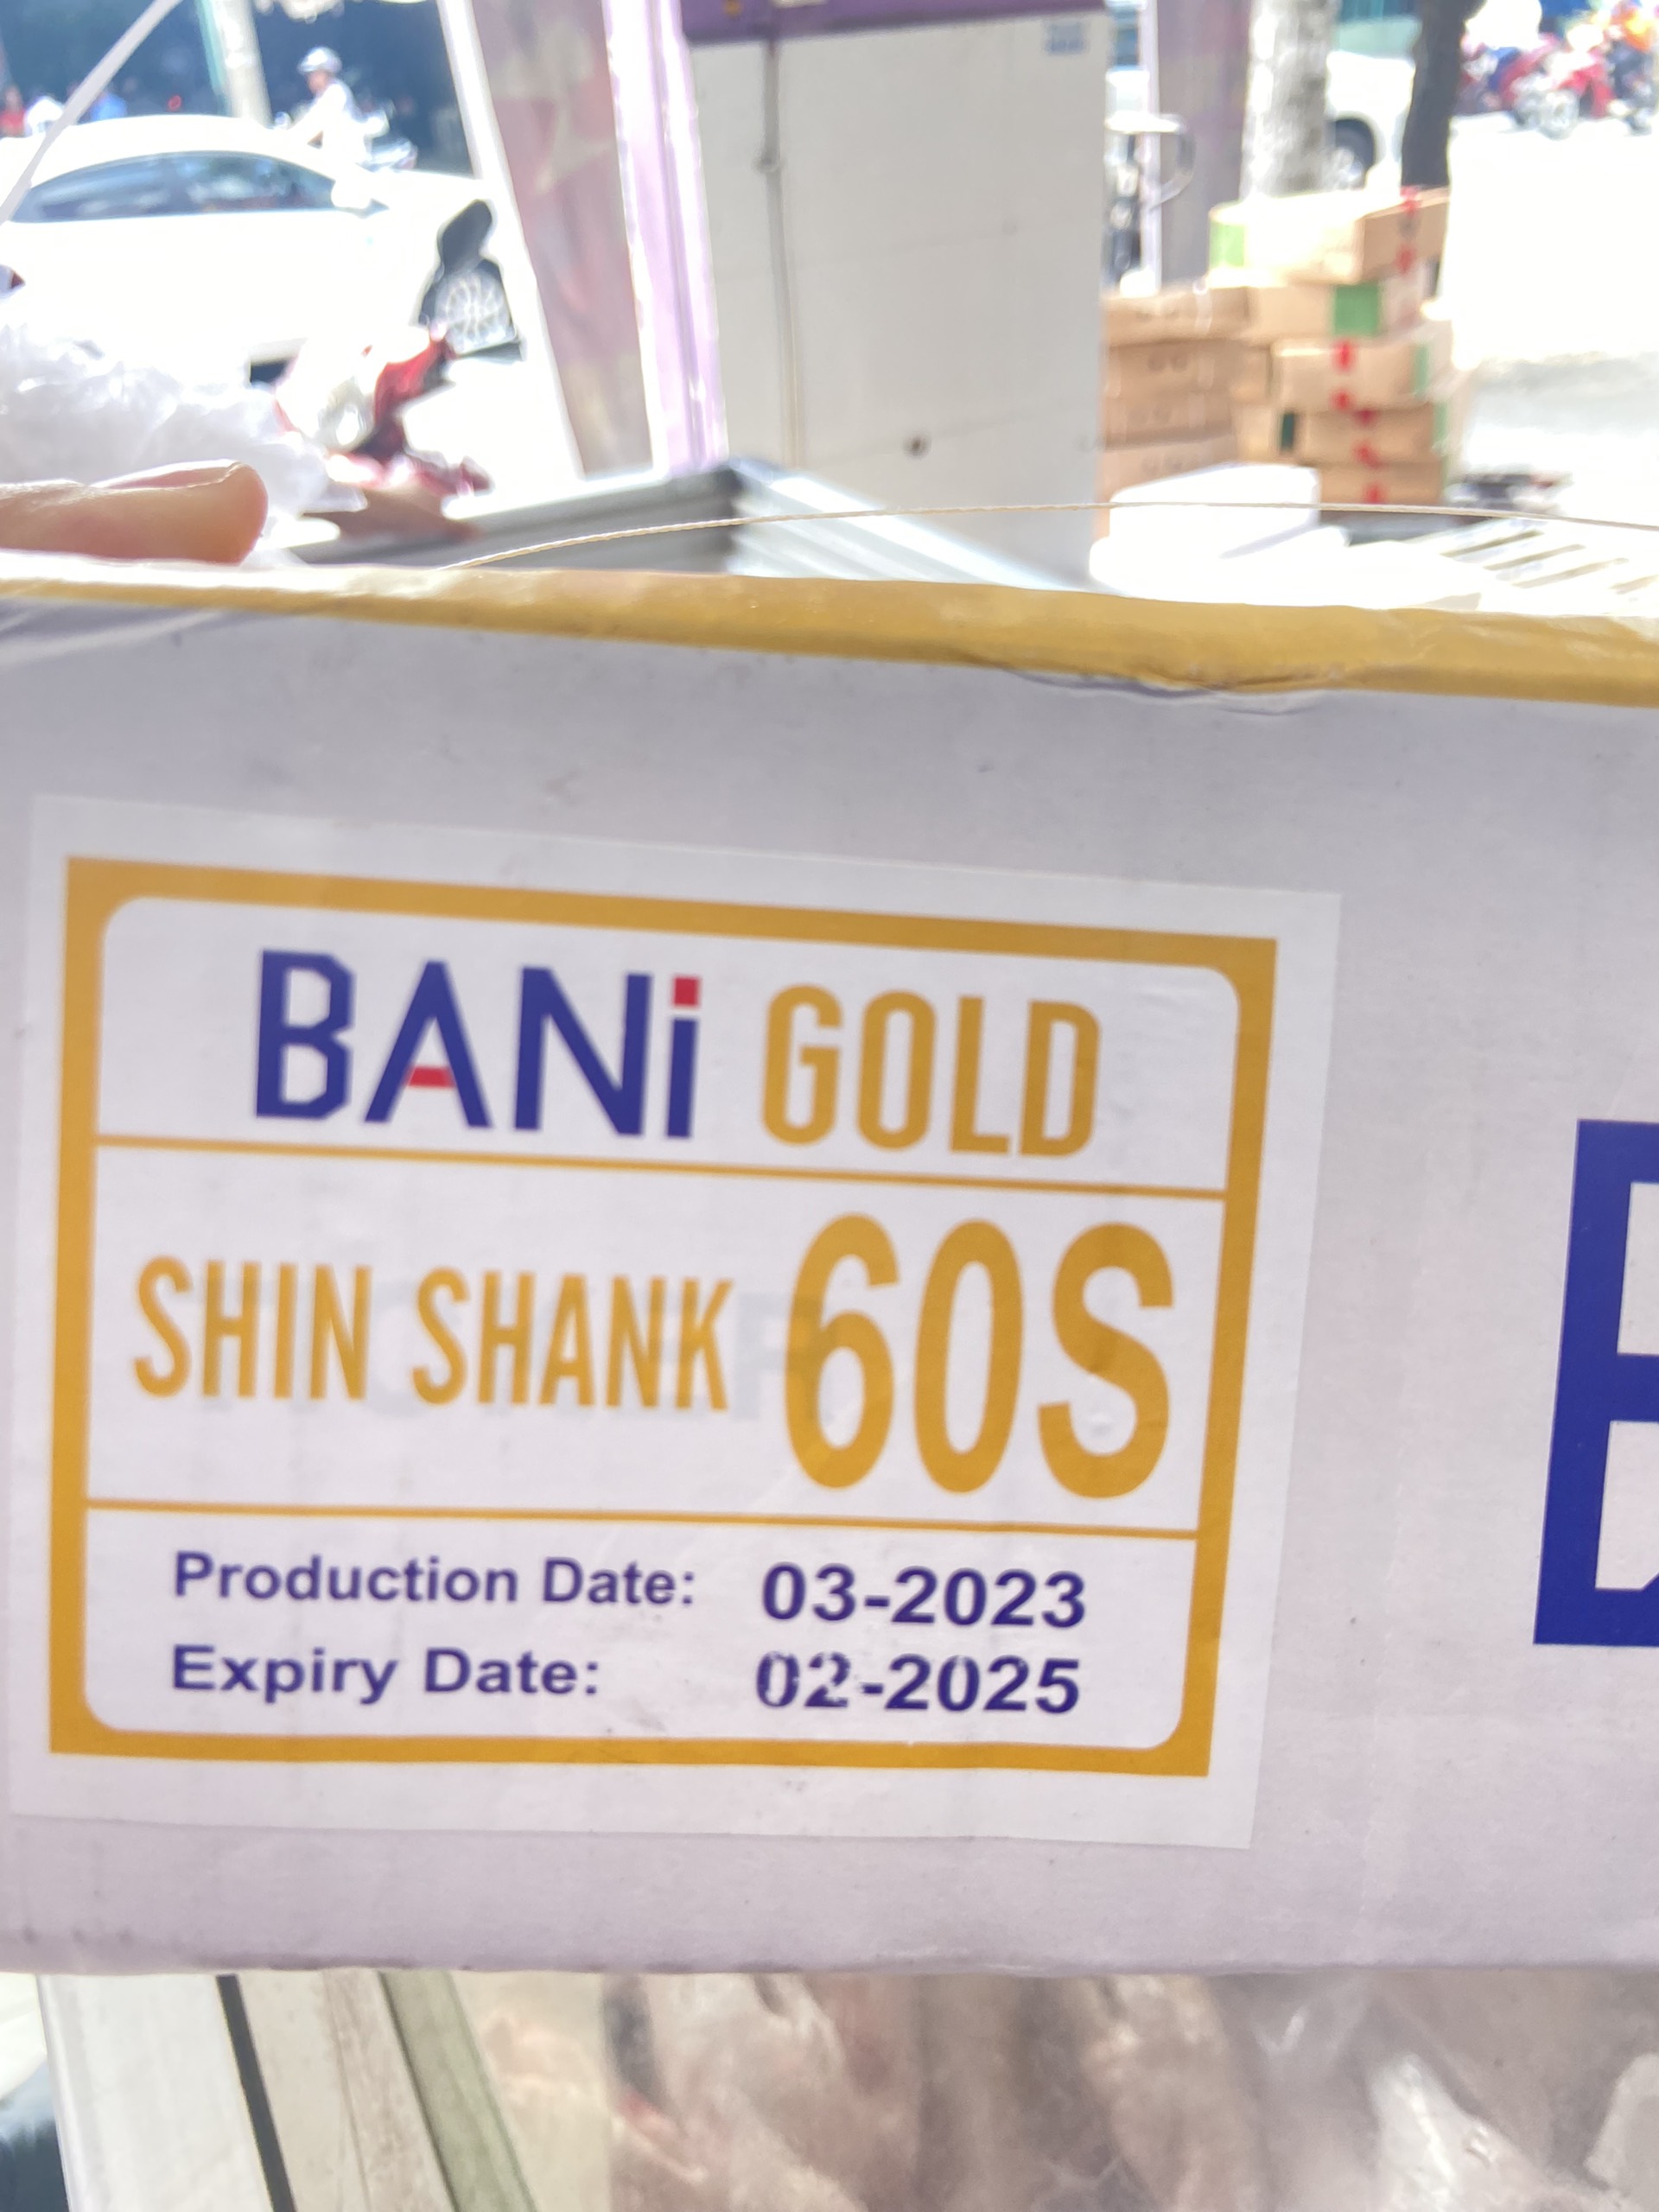 BANi GOLD
SHIN SHANK 60S
Production Date: 03-2023
Expiry Date: 02-2025